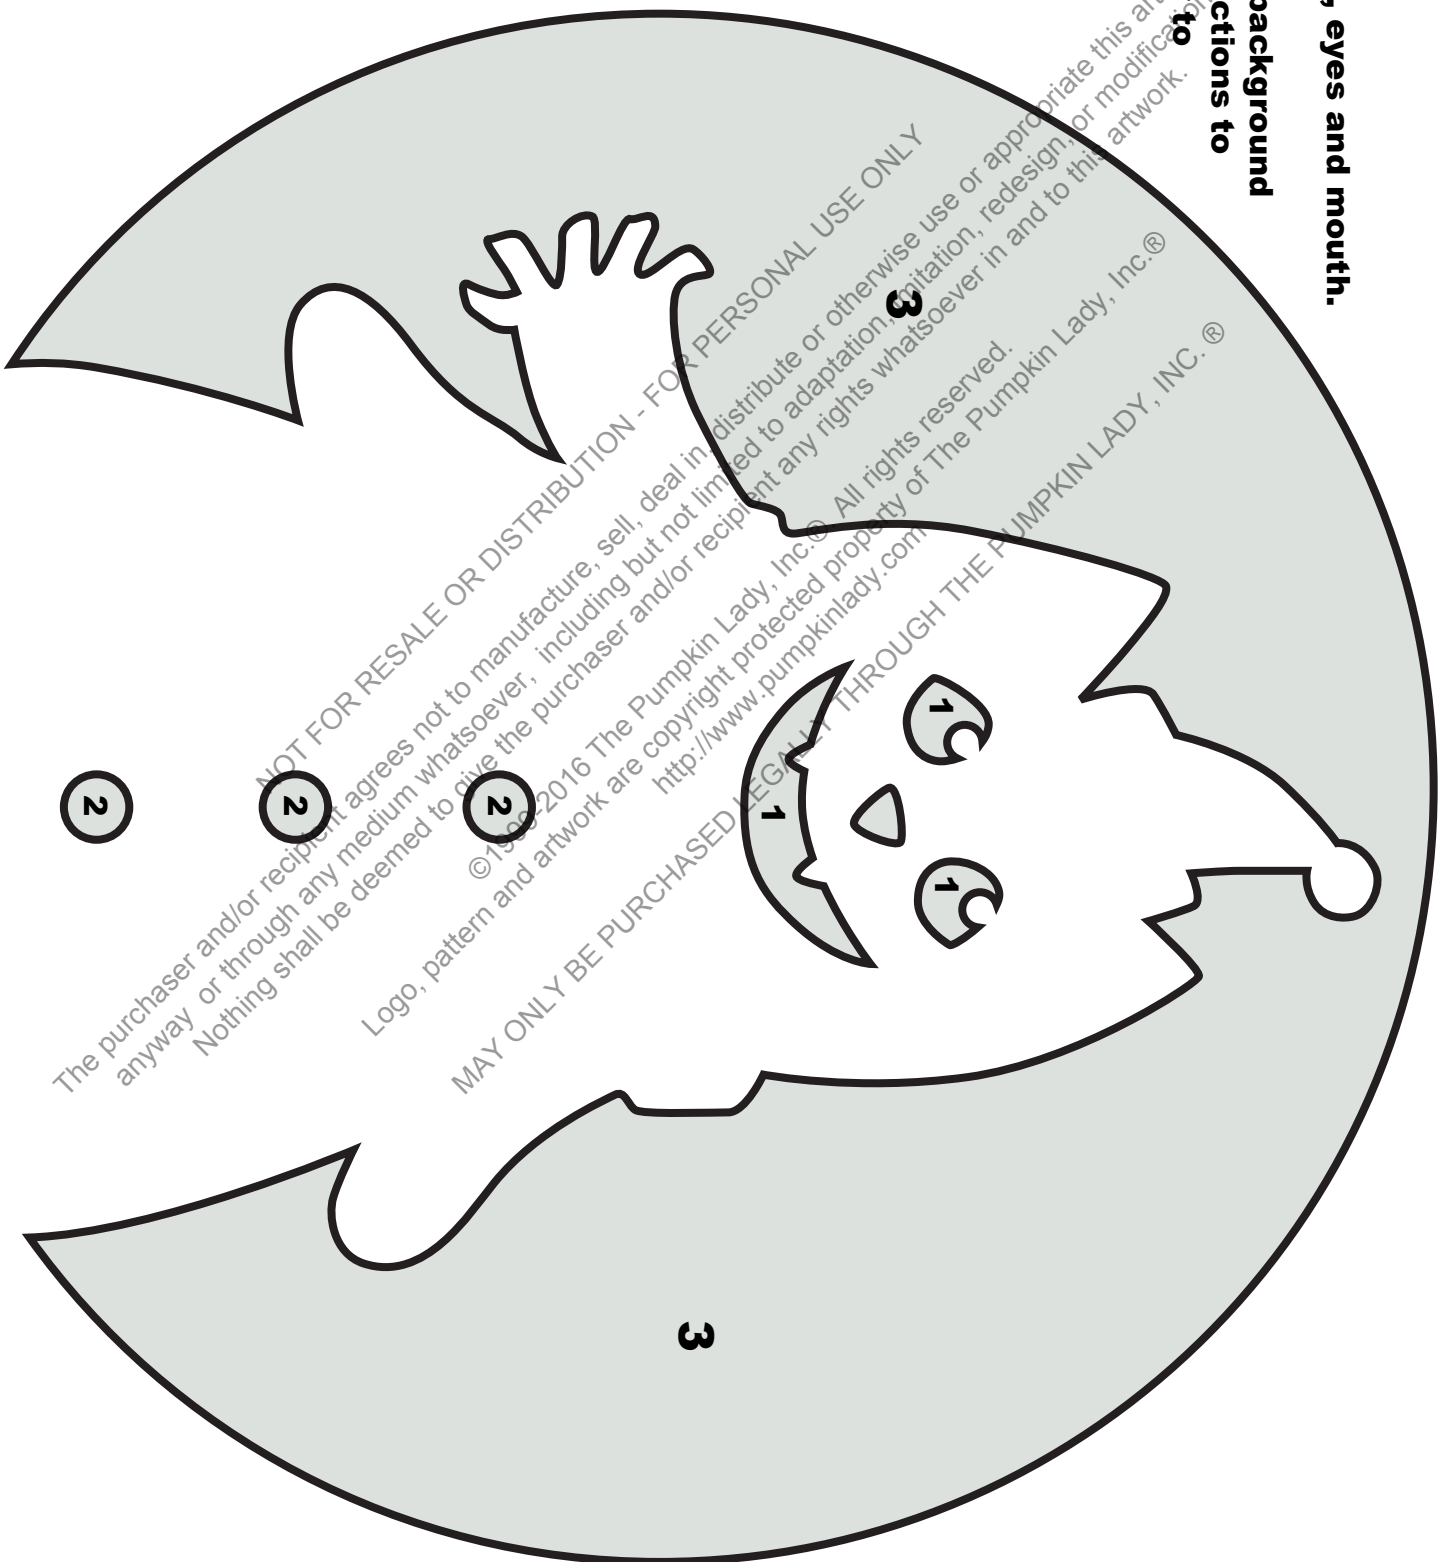 , eyes and mouth.
background
ctions to
to
3
3
1
1
1
2
2
2
NOT FOR RESALE OR DISTRIBUTION - FOR PERSONAL USE ONLY
The purchaser and/or recipient agrees not to manufacture, sell, deal in, distribute or otherwise use or appropriate this
anyway or through any medium whatsoever, including but not limited to adaptation, imitation, redesign, or modification
Nothing shall be deemed to give the purchaser and/or recipient any rights whatsoever in and to this artwork.
©1999-2016 The Pumpkin Lady, Inc.® All rights reserved.
Logo, pattern and artwork are copyright protected property of The Pumpkin Lady, Inc.®
http://www.pumpkinlady.com
MAY ONLY BE PURCHASED LEGALLY THROUGH THE PUMPKIN LADY, INC. ®